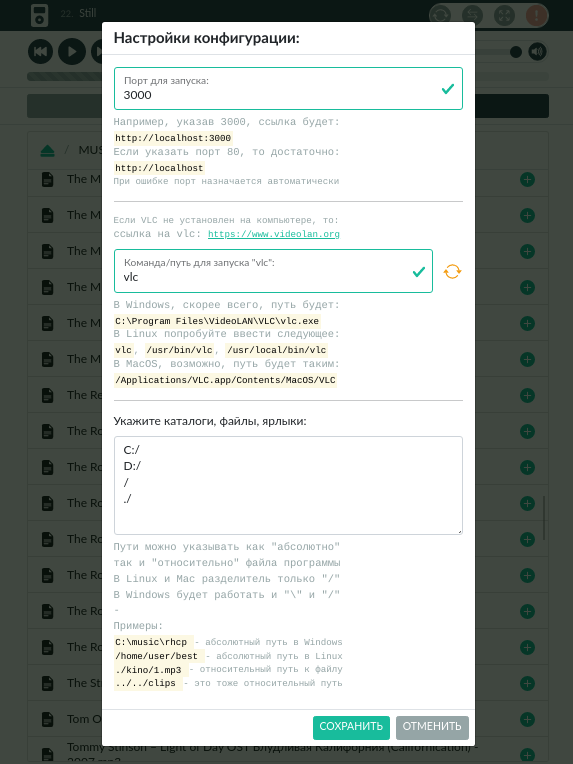 22. Still
Настройки конфигурации:
Порт для запуска:
3000
Например, указав 3000, ссылка будет:
http://localhost:3000
Если указать порт 80, то достаточно:
http://localhost
При ошибке порт назначается автоматически
Если VLC не установлен на компьютере, то:
ссылка на vlc: https://www.videolan.org
Команда/путь для запуска "vlc":
vlc
В Windows, скорее всего, путь будет:
C:\Program Files\VideoLAN\VLC\vlc.exe
В Linux попробуйте ввести следующее:
vlc, /usr/bin/vlc, /usr/local/bin/vlc
В MacOS, возможно, путь будет таким:
/Applications/VLC.app/Contents/MacOS/VLC
Укажите каталоги, файлы, ярлыки:
C:/
D:/
/
./
Пути можно указывать как "абсолютно"
так и "относительно" файла программы
В Linux и Mac разделитель только "/"
В Windows будет работать и "\" и "/"
-
Примеры:
C:\music\rhcp - абсолютный путь в Windows
/home/user/best - абсолютный путь в Linux
./kino/1.mp3 - относительный путь к файлу
../../clips - это тоже относительный путь
СОХРАНИТЬ
ОТМЕНИТЬ
/ MUS
The M
The M
The M
The M
The M
The M
The Re
The Ro
The Ro
The Ro
The Ro
The Ro
The Ro
The Ro
The St
Tom O
Tommy Stinson – Light of Day OST Блудливая Калифорния (Californication) -
2007.mp3